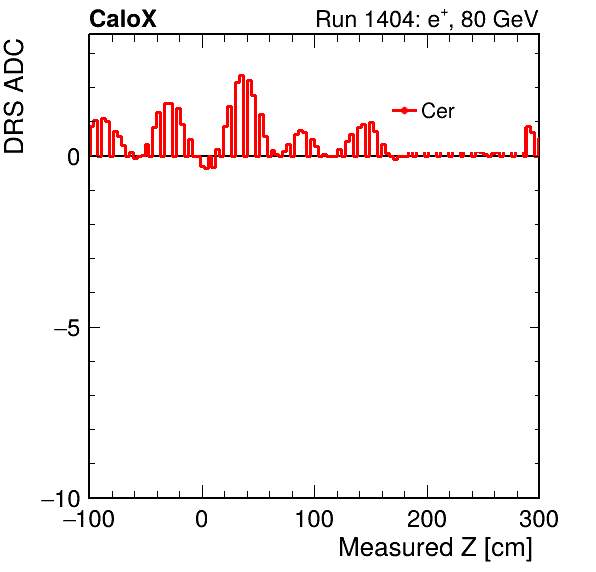 CaloX Run 1404: e⁺, 80 GeV
DRS ADC
Cer
0
−5
−10
−100 0 100 200 300
Measured Z [cm]